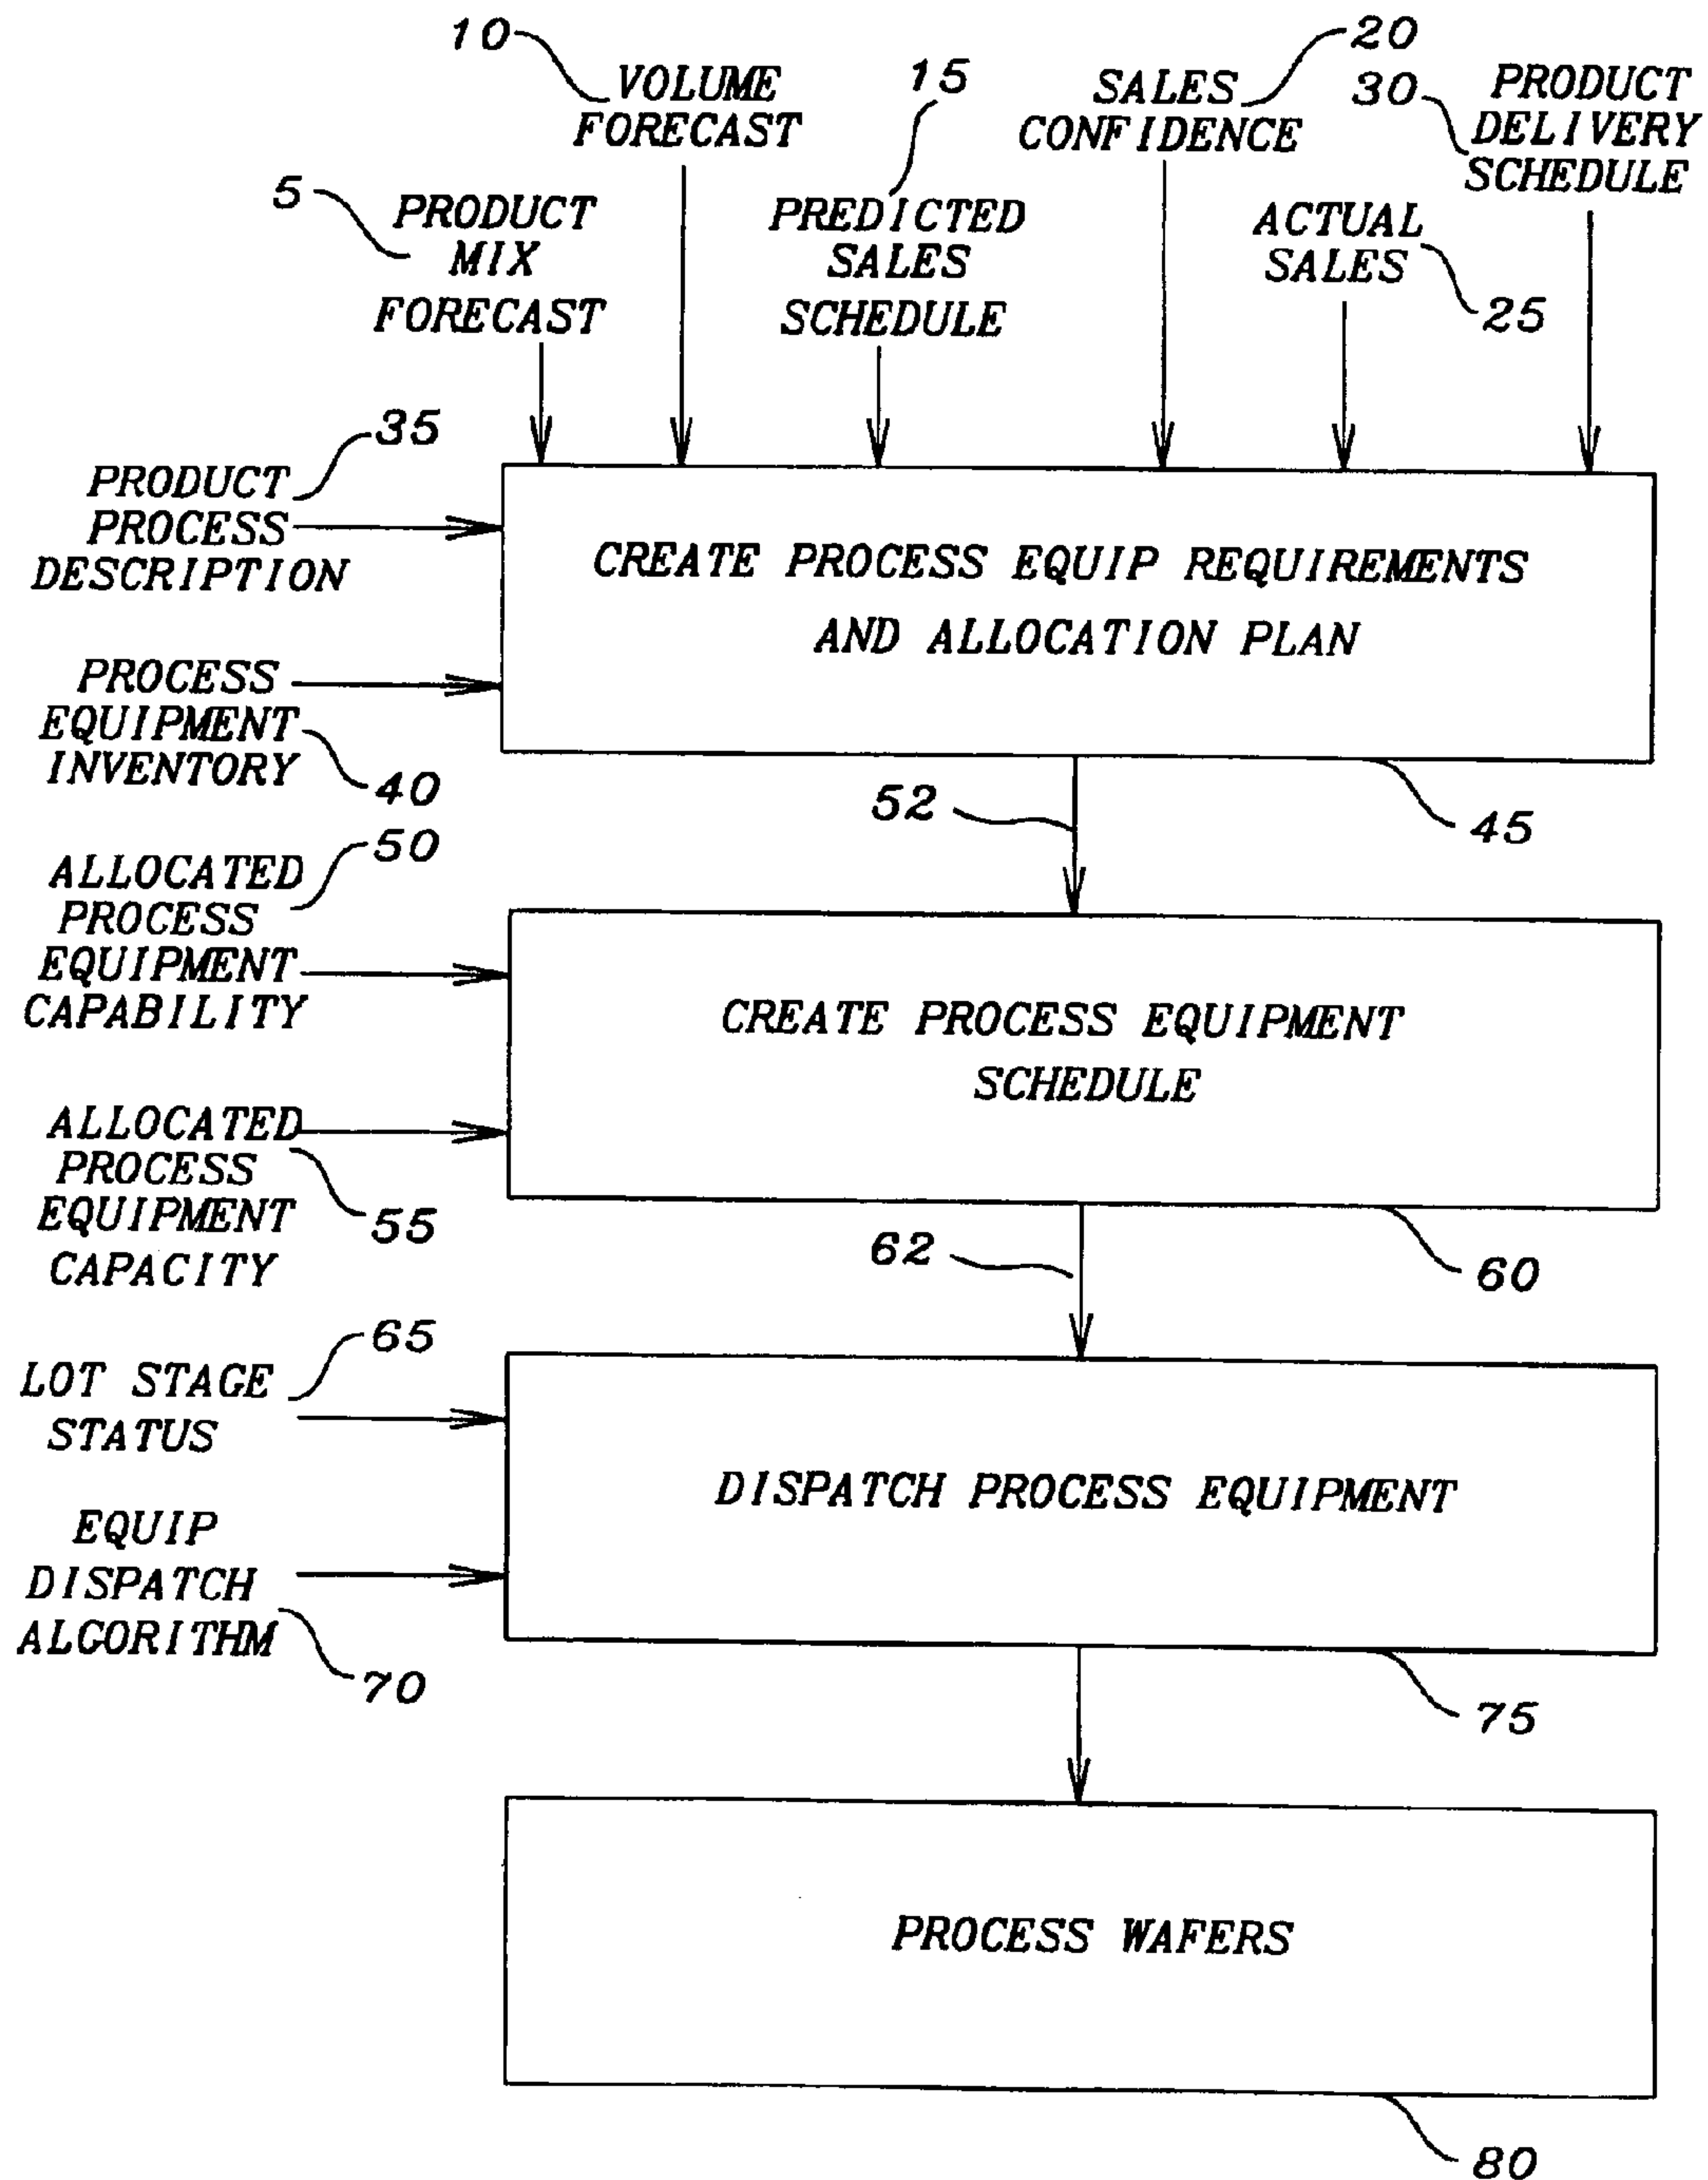 10
VOLUME
FORECAST
15
SALES
CONFIDENCE
20
30
PRODUCT
DELIVERY
SCHEDULE
5
PRODUCT
MIX
FORECAST
PREDICTED
SALES
SCHEDULE
ACTUAL
SALES
25
35
PRODUCT
PROCESS
DESCRIPTION
CREATE PROCESS EQUIP REQUIREMENTS
AND ALLOCATION PLAN
PROCESS
EQUIPMENT
INVENTORY
40
52
45
50
ALLOCATED
PROCESS
EQUIPMENT
CAPABILITY
CREATE PROCESS EQUIPMENT
SCHEDULE
ALLOCATED
PROCESS
EQUIPMENT
CAPACITY
55
62
60
65
LOT STAGE
STATUS
DISPATCH PROCESS EQUIPMENT
EQUIP
DISPATCH
ALGORITHM
70
75
PROCESS WAFERS
80